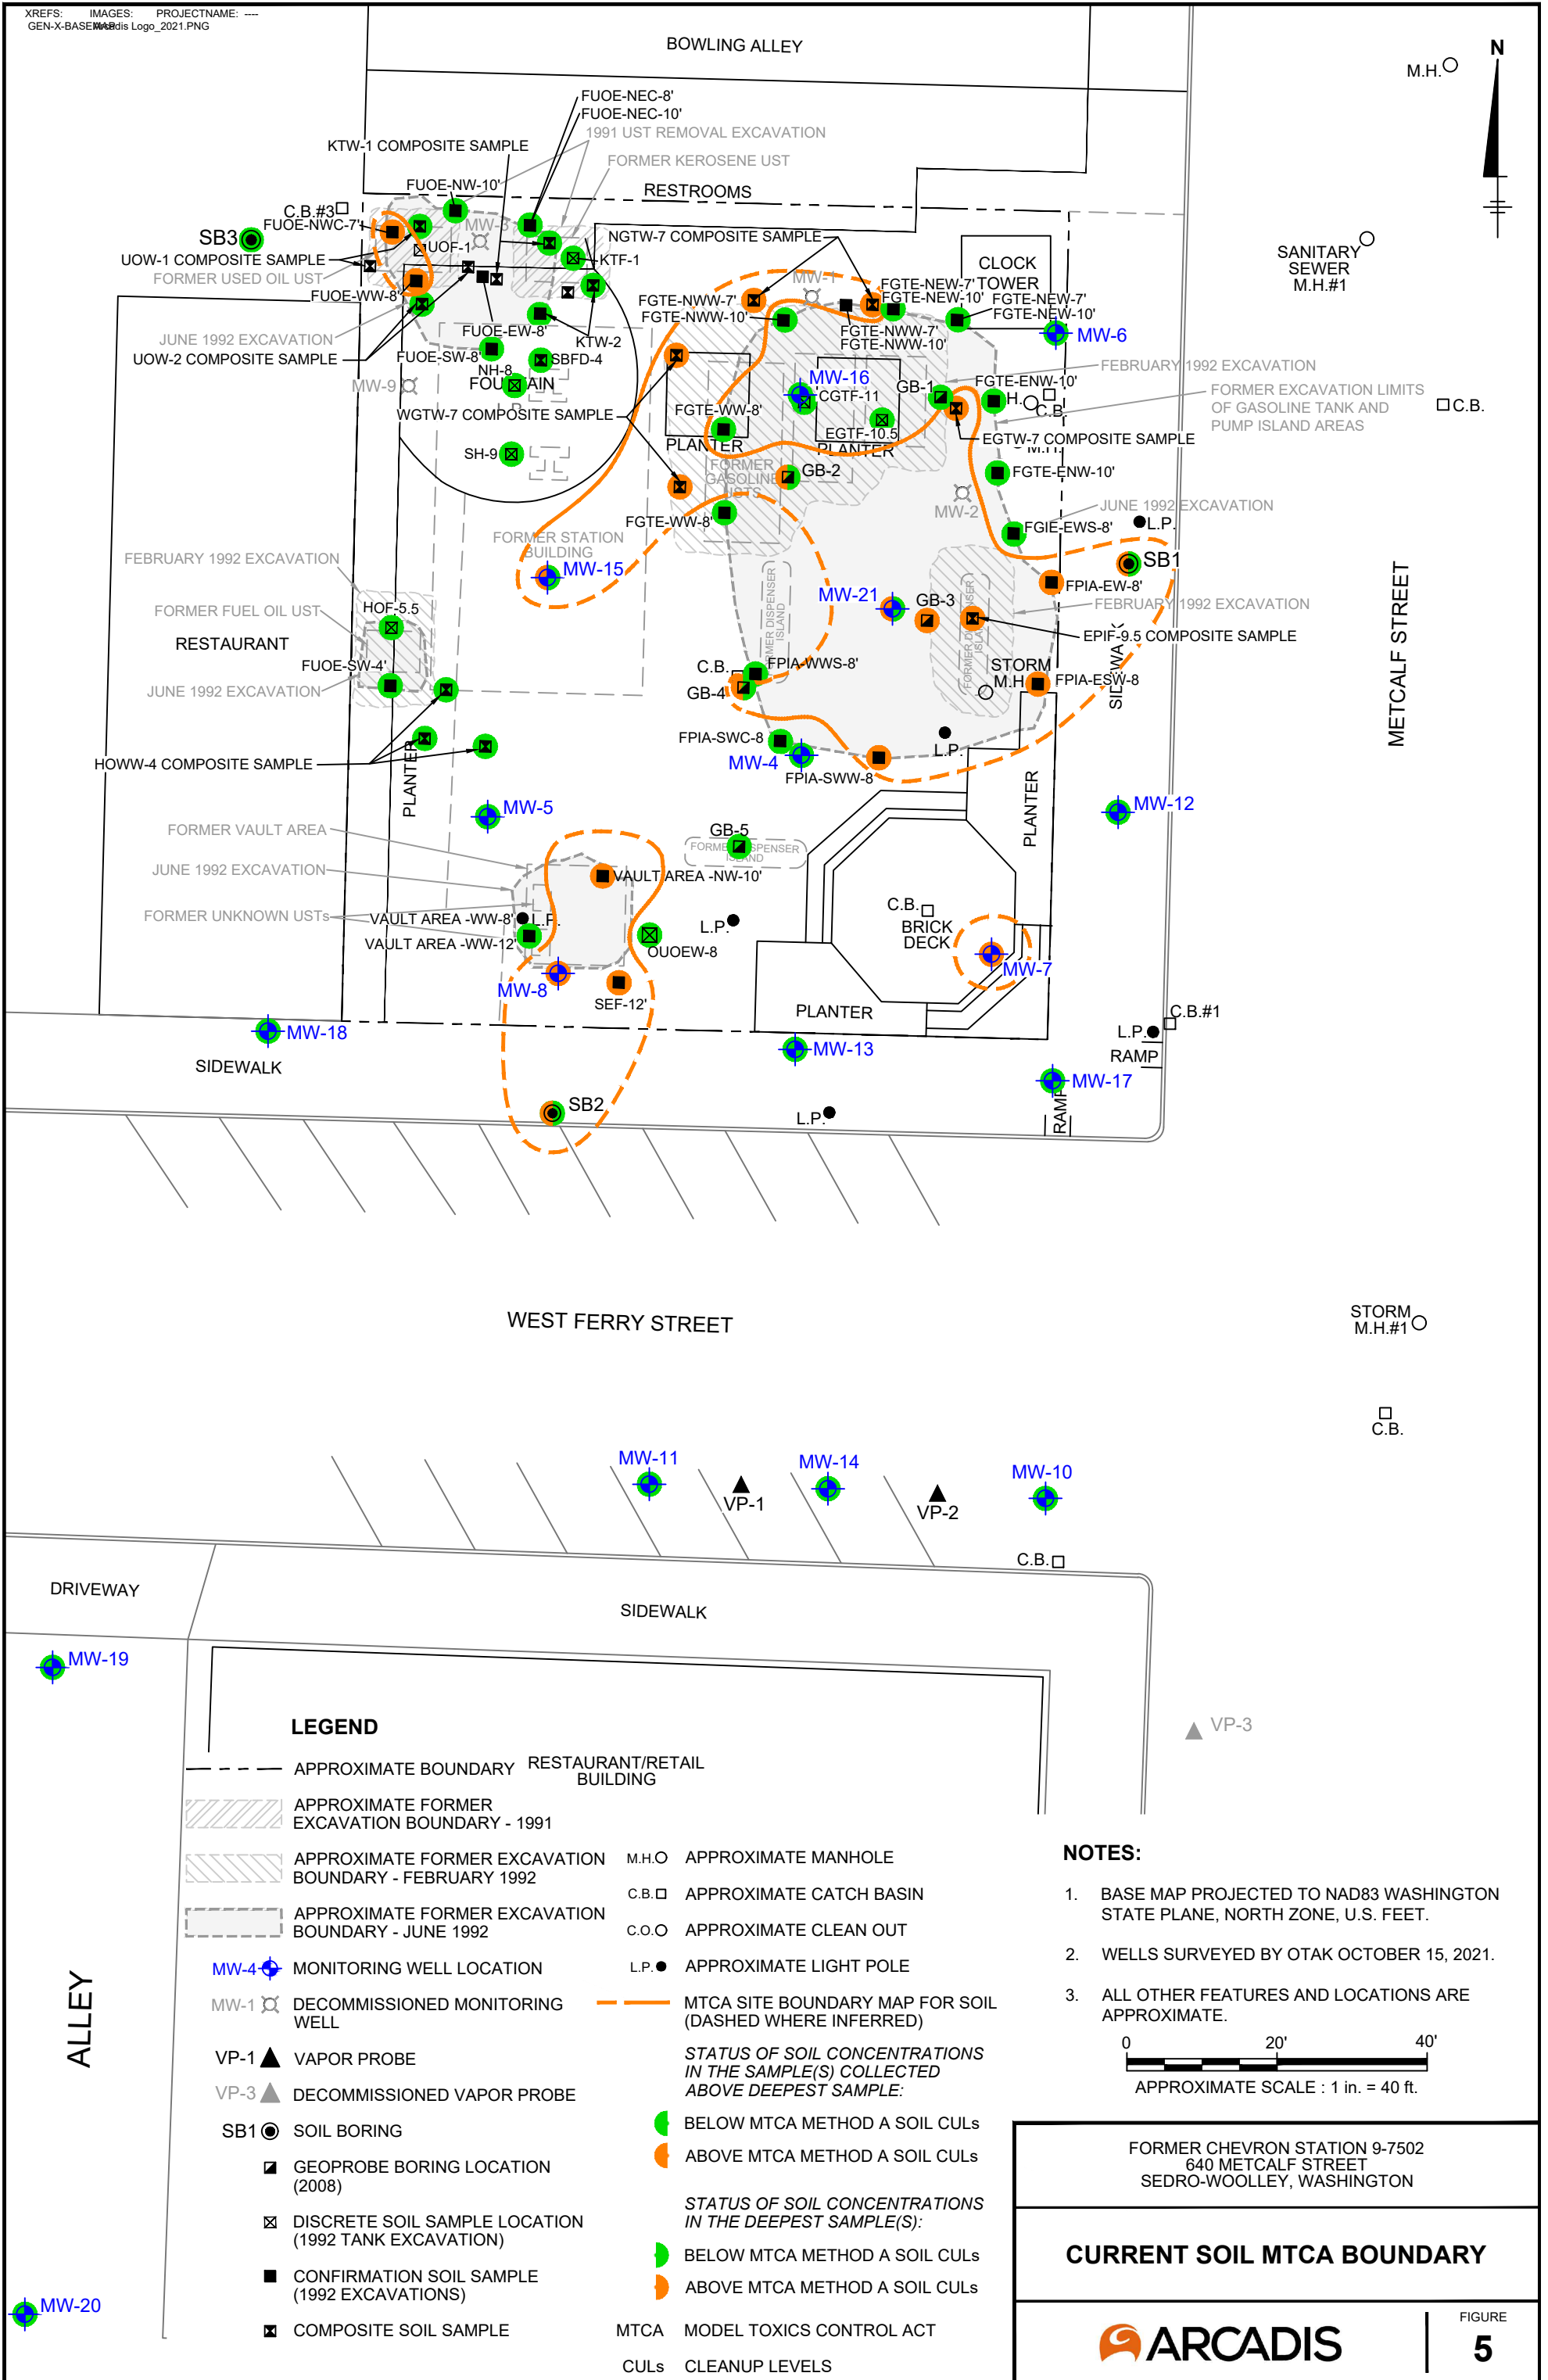 XREFS: IMAGES: PROJECTNAME: ----
Logo_2021.PNG
BOWLING ALLEY
N
M.H.
FUOE-NEC-8'
FUOE-NEC-10'
1991 UST REMOVAL EXCAVATION
KTW-1 COMPOSITE SAMPLE
FORMER KEROSENE UST
FUOE-NW-10'
RESTROOMS
C.B.#3
FUOE-NWC-7'
SB3
MW-3
UOF-1
NGTW-7 COMPOSITE SAMPLE
UOW-1 COMPOSITE SAMPLE
KTF-1
FORMER USED OIL UST
CLOCK
TOWER
SANITARY
SEWER
M.H.#1
MW-1
FUOE-WW-8'
FGTE-NWW-7'
FGTE-NWW-10'
FGTE-NEW-7'
FGTE-NEW-10'
FGTE-NEW-7'
FGTE-NEW-10'
FUOE-EW-8'
FGTE-NWW-7'
FGTE-NWW-10'
MW-6
JUNE 1992 EXCAVATION
KTW-2
UOW-2 COMPOSITE SAMPLE
FUOE-SW-8'
SBFD-4
NH-8
FOUNTAIN
MW-9
FEBRUARY 1992 EXCAVATION
MW-16
CGTF-11
GB-1
FGTE-ENW-10'
H.
C.B.
FORMER EXCAVATION LIMITS
OF GASOLINE TANK AND
PUMP ISLAND AREAS
C.B.
WGTW-7 COMPOSITE SAMPLE
FGTE-WW-8'
EGTF-10.5
EGTW-7 COMPOSITE SAMPLE
PLANTER
PLANTER
M.H.
SH-9
FORMER
GASOLINE
USTS
GB-2
FGTE-ENW-10'
MW-2
JUNE 1992 EXCAVATION
FGTE-WW-8'
FGIE-EWS-8'
L.P.
FORMER STATION
BUILDING
MW-15
SB1
FEBRUARY 1992 EXCAVATION
FPIA-EW-8'
FORMER FUEL OIL UST
HOF-5.5
MW-21
GB-3
FEBRUARY 1992 EXCAVATION
FORMER DISPENSER
ISLAND
RESTAURANT
EPIF-9.5 COMPOSITE SAMPLE
FUOE-SW-4'
C.B.
FPIA-WWS-8'
STORM
M.H.
FPIA-ESW-8
SIDEWALK
METCALF STREET
JUNE 1992 EXCAVATION
GB-4
FPIA-SWC-8
MW-4
L.P.
HOWW-4 COMPOSITE SAMPLE
FPIA-SWW-8
PLANTER
MW-5
PLANTER
MW-12
FORMER VAULT AREA
GB-5
FORMER DISPENSER
ISLAND
JUNE 1992 EXCAVATION
VAULT AREA -NW-10'
FORMER UNKNOWN USTs
VAULT AREA -WW-8'
L.P.
L.P.
C.B.
BRICK
DECK
VAULT AREA -WW-12'
OUOEW-8
MW-7
MW-8
SEF-12'
PLANTER
C.B.#1
L.P.
RAMP
MW-18
MW-13
SIDEWALK
MW-17
RAMP
SB2
L.P.
WEST FERRY STREET
STORM
M.H.#1
C.B.
MW-11
MW-14
MW-10
VP-1
VP-2
C.B.
DRIVEWAY
SIDEWALK
MW-19
VP-3
LEGEND
APPROXIMATE BOUNDARY
RESTAURANT/RETAIL
BUILDING
APPROXIMATE FORMER
EXCAVATION BOUNDARY - 1991
APPROXIMATE FORMER EXCAVATION
BOUNDARY - FEBRUARY 1992
APPROXIMATE FORMER EXCAVATION
BOUNDARY - JUNE 1992
MW-4 MONITORING WELL LOCATION
MW-1 DECOMMISSIONED MONITORING
WELL
VP-1 VAPOR PROBE
VP-3 DECOMMISSIONED VAPOR PROBE
SB1 SOIL BORING
GEOPROBE BORING LOCATION
(2008)
DISCRETE SOIL SAMPLE LOCATION
(1992 TANK EXCAVATION)
CONFIRMATION SOIL SAMPLE
(1992 EXCAVATIONS)
COMPOSITE SOIL SAMPLE
M.H. APPROXIMATE MANHOLE
C.B. APPROXIMATE CATCH BASIN
C.O. APPROXIMATE CLEAN OUT
L.P. APPROXIMATE LIGHT POLE
MTCA SITE BOUNDARY MAP FOR SOIL
(DASHED WHERE INFERRED)
STATUS OF SOIL CONCENTRATIONS
IN THE SAMPLE(S) COLLECTED
ABOVE DEEPEST SAMPLE:
BELOW MTCA METHOD A SOIL CULs
ABOVE MTCA METHOD A SOIL CULs
STATUS OF SOIL CONCENTRATIONS
IN THE DEEPEST SAMPLE(S):
BELOW MTCA METHOD A SOIL CULs
ABOVE MTCA METHOD A SOIL CULs
MTCA MODEL TOXICS CONTROL ACT
CULs CLEANUP LEVELS
ALLEY
MW-20
NOTES:
1. BASE MAP PROJECTED TO NAD83 WASHINGTON
STATE PLANE, NORTH ZONE, U.S. FEET.
2. WELLS SURVEYED BY OTAK OCTOBER 15, 2021.
3. ALL OTHER FEATURES AND LOCATIONS ARE
APPROXIMATE.
0 20' 40'
APPROXIMATE SCALE : 1 in. = 40 ft.
FORMER CHEVRON STATION 9-7502
640 METCALF STREET
SEDRO-WOOLLEY, WASHINGTON
CURRENT SOIL MTCA BOUNDARY
ARCADIS
FIGURE
5